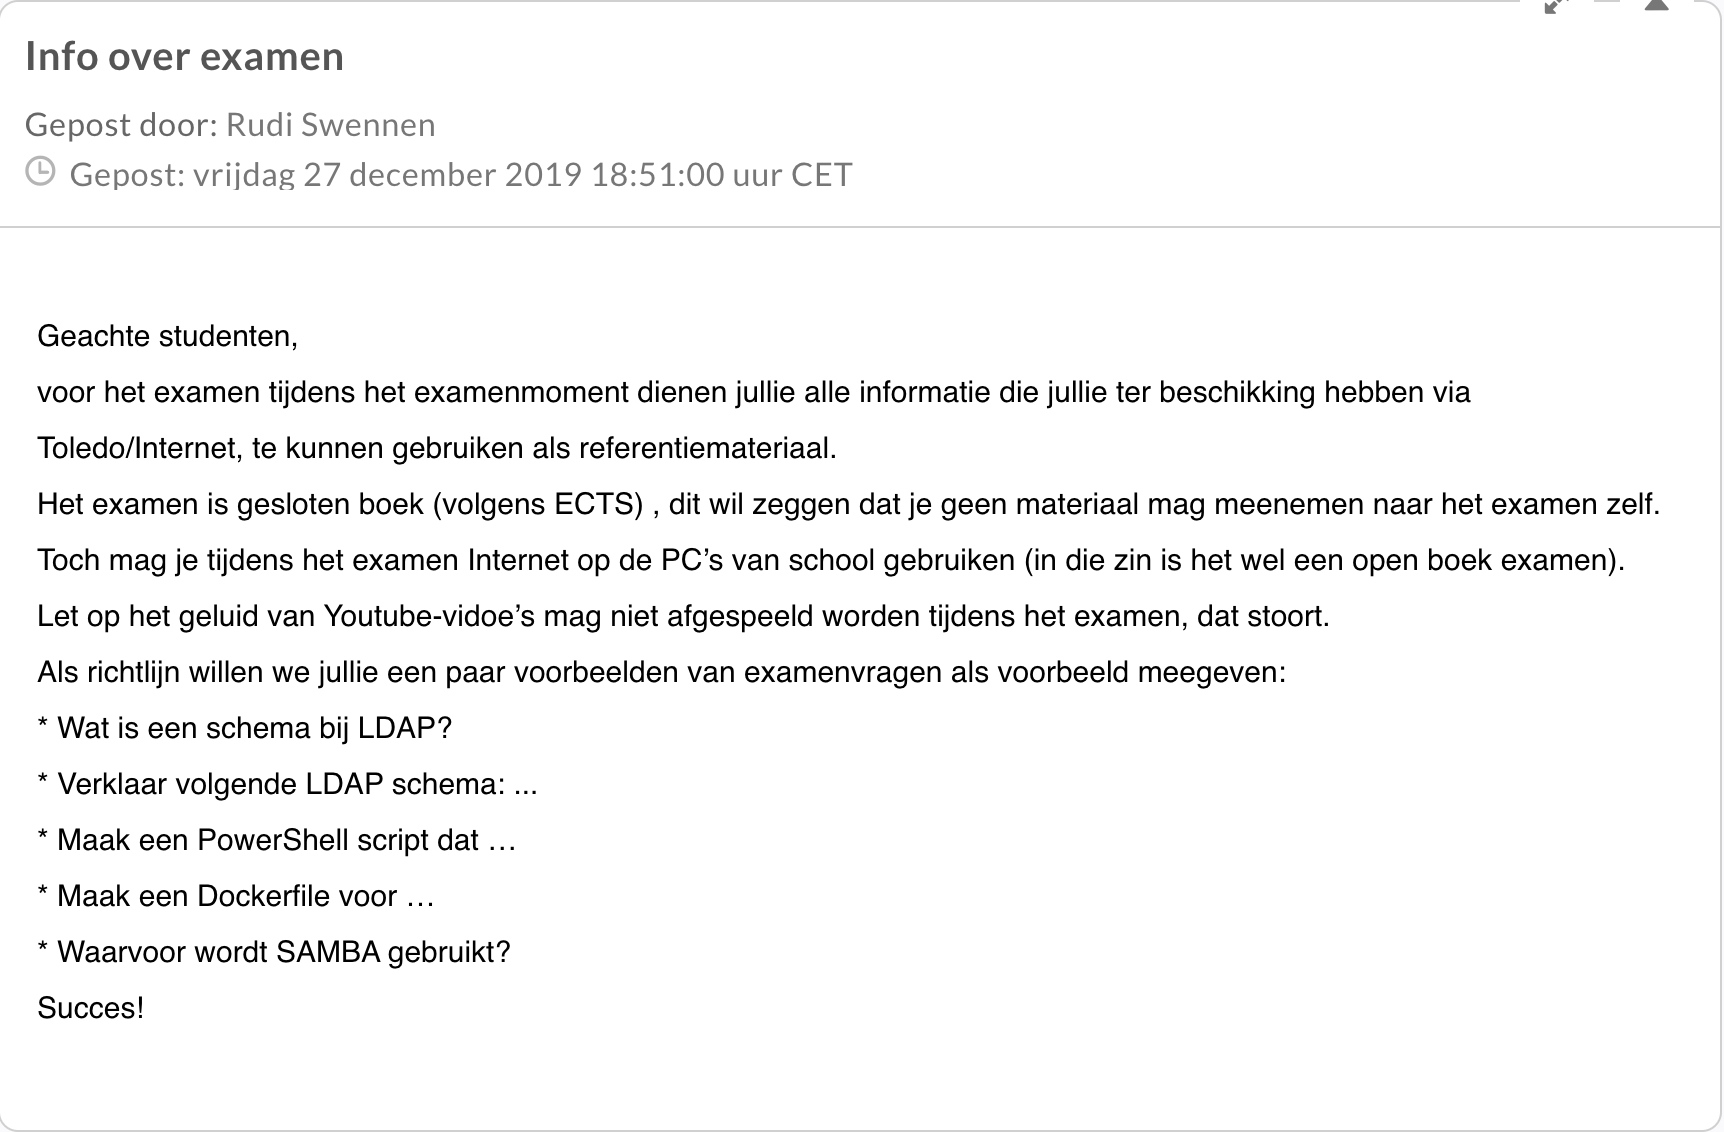 Info over examen
Gepost door: Rudi Swennen
Gepost: vrijdag 27 december 2019 18:51:00 uur CET
Geachte studenten,
voor het examen tijdens het examenmoment dienen jullie alle informatie die jullie ter beschikking hebben via
Toledo/Internet, te kunnen gebruiken als referentiemateriaal.
Het examen is gesloten boek (volgens ECTS) , dit wil zeggen dat je geen materiaal mag meenemen naar het examen zelf.
Toch mag je tijdens het examen Internet op de PC’s van school gebruiken (in die zin is het wel een open boek examen).
Let op het geluid van Youtube-vidoe’s mag niet afgespeeld worden tijdens het examen, dat stoort.
Als richtlijn willen we jullie een paar voorbeelden van examenvragen als voorbeeld meegeven:
* Wat is een schema bij LDAP?
* Verklaar volgende LDAP schema: ...
* Maak een PowerShell script dat …
* Maak een Dockerfile voor …
* Waarvoor wordt SAMBA gebruikt?
Succes!